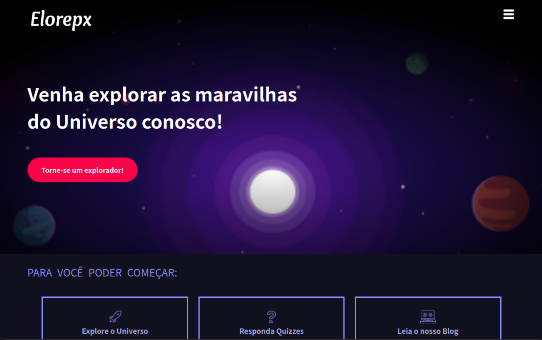 Elorepx
Venha explorar as maravilhas
do Universo conosco!
Torne-se um explorador!
PARA VOCÊ PODER COMEÇAR:
Explore o Universo
Responda Quizzes
Leia o nosso Blog